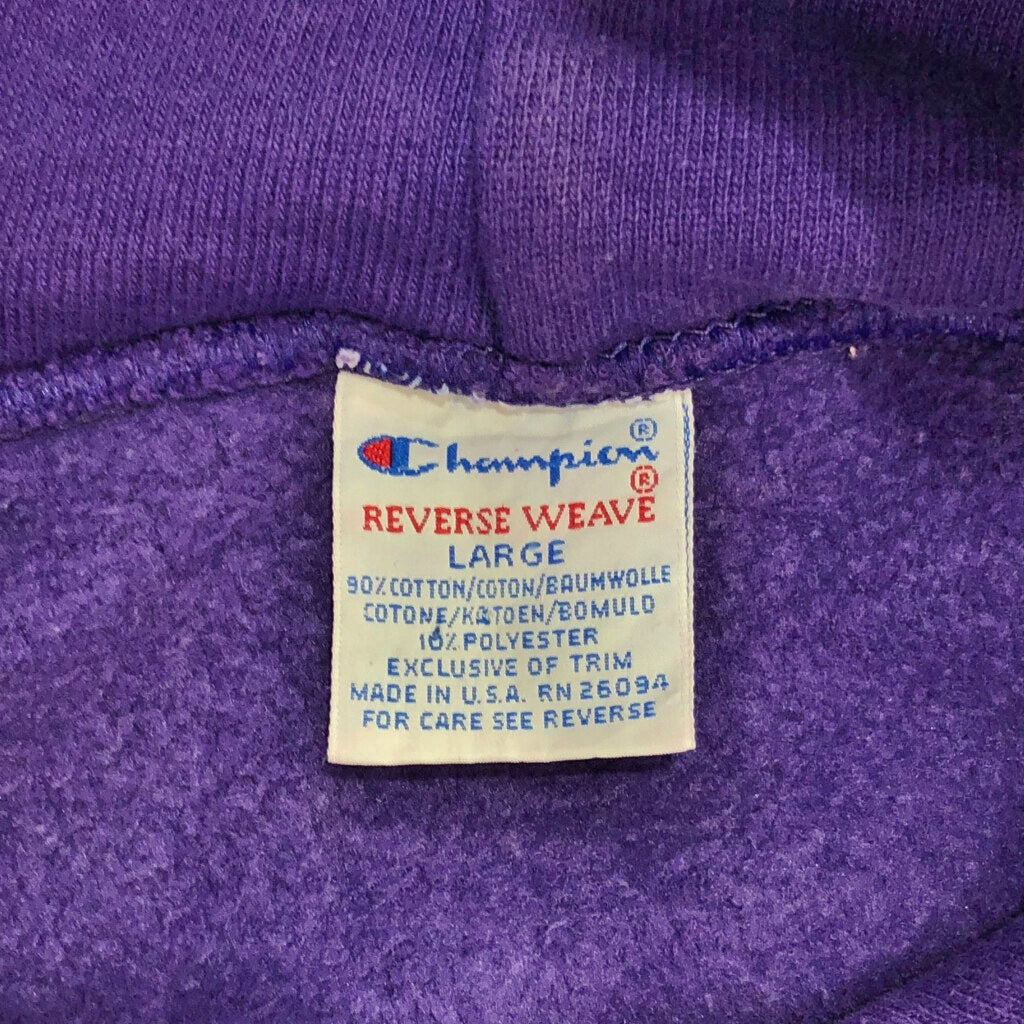 Champion®
REVERSE WEAVE®
LARGE
90% COTTON/COTON/BAUMWOLLE
COTONE/KATOEN/BOMULD
10% POLYESTER
EXCLUSIVE OF TRIM
MADE IN U.S.A. RN 26094
FOR CARE SEE REVERSE